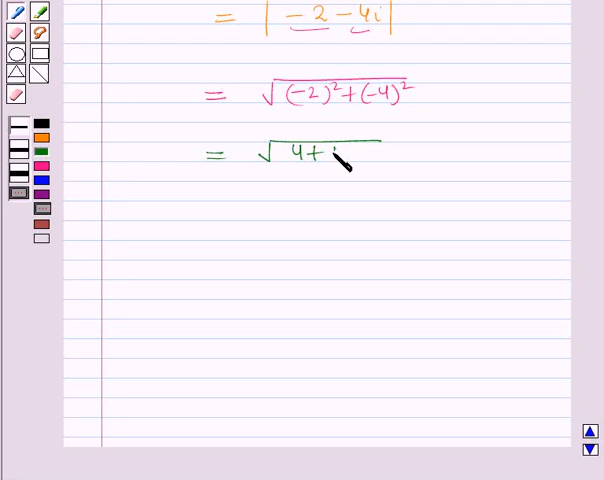 = | -2 - 4i |
= √(-2)² + (-4)²
= √4 +